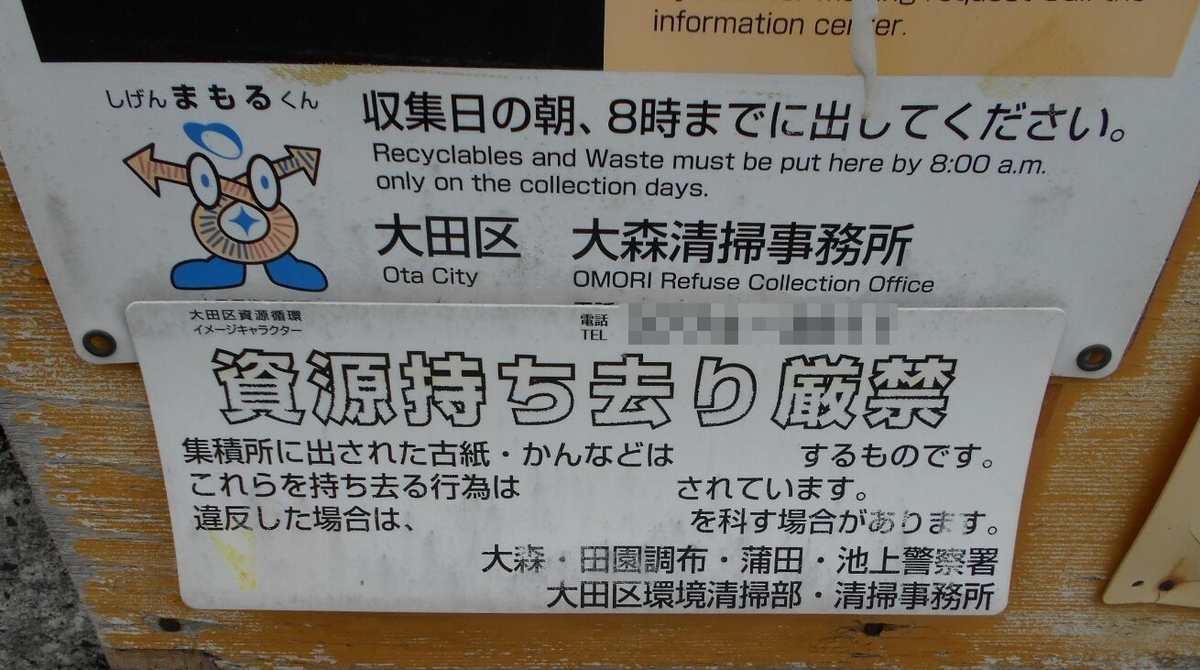 information center.
しげんまもるくん
収集日の朝、8時までに出してください。
Recyclables and Waste must be put here by 8:00 a.m.
only on the collection days.
大田区 大森清掃事務所
Ota City OMORI Refuse Collection Office
大田区資源循環
イメージキャラクター
電話
TEL
資源持ち去り厳禁
集積所に出された古紙・かんなどは するものです。
これらを持ち去る行為は されています。
違反した場合は、 を科す場合があります。
大森・田園調布・蒲田・池上警察署
大田区環境清掃部・清掃事務所